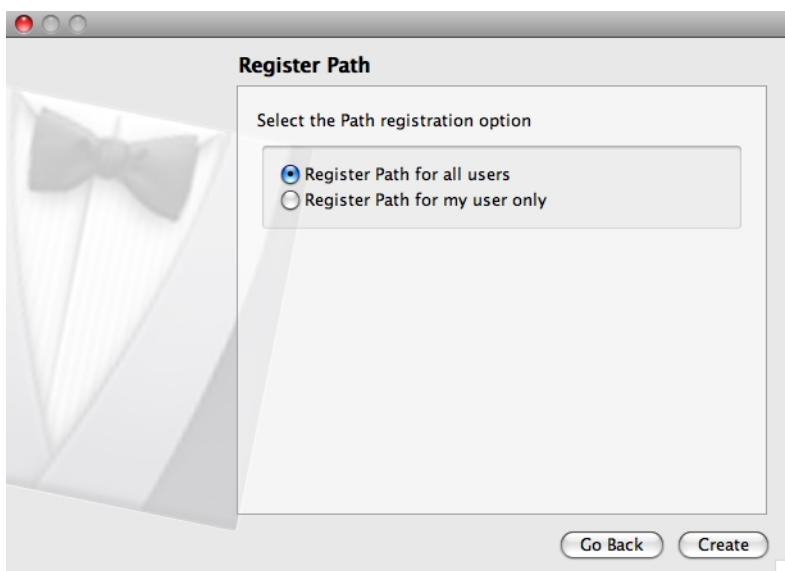 Register Path
Select the Path registration option
Register Path for all users
Register Path for my user only
Go Back
Create